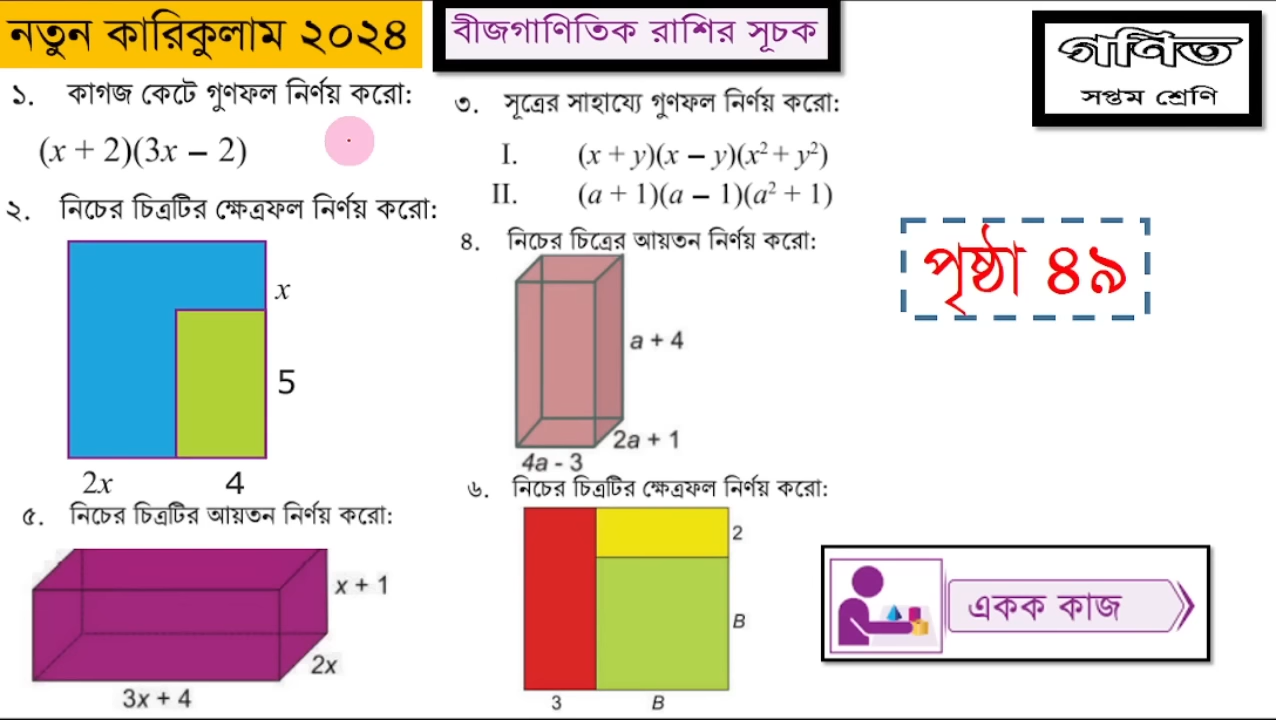 নতুন কারিকুলাম ২০২৪
বীজগাণিতিক রাশির সূচক
গণিত
সপ্তম শ্রেণি
১. কাগজ কেটে গুণফল নির্ণয় করো:
(x + 2)(3x – 2)
২. নিচের চিত্রটির ক্ষেত্রফল নির্ণয় করো:
x
5
2x 4
৩. সূত্রের সাহায্যে গুণফল নির্ণয় করো:
I. (x + y)(x – y)(x² + y²)
II. (a + 1)(a – 1)(a² + 1)
৪. নিচের চিত্রের আয়তন নির্ণয় করো:
a + 4
2a + 1
4a - 3
৫. নিচের চিত্রটির আয়তন নির্ণয় করো:
x + 1
2x
3x + 4
৬. নিচের চিত্রটির ক্ষেত্রফল নির্ণয় করো:
2
B
3 B
পৃষ্ঠা ৪৯
একক কাজ